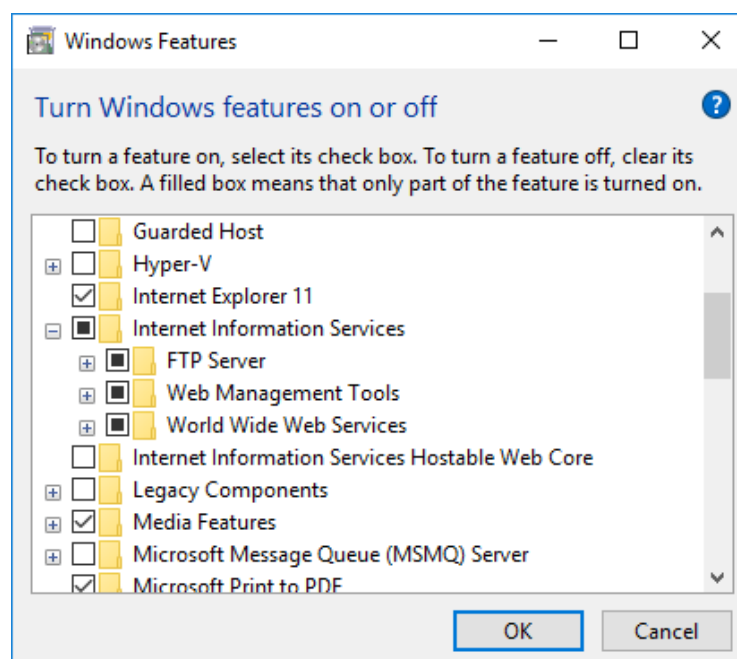 Windows Features
Turn Windows features on or off
?
To turn a feature on, select its check box. To turn a feature off, clear its
check box. A filled box means that only part of the feature is turned on.
Guarded Host
Hyper-V
Internet Explorer 11
Internet Information Services
FTP Server
Web Management Tools
World Wide Web Services
Internet Information Services Hostable Web Core
Legacy Components
Media Features
Microsoft Message Queue (MSMQ) Server
Microsoft Print to PDF
OK Cancel